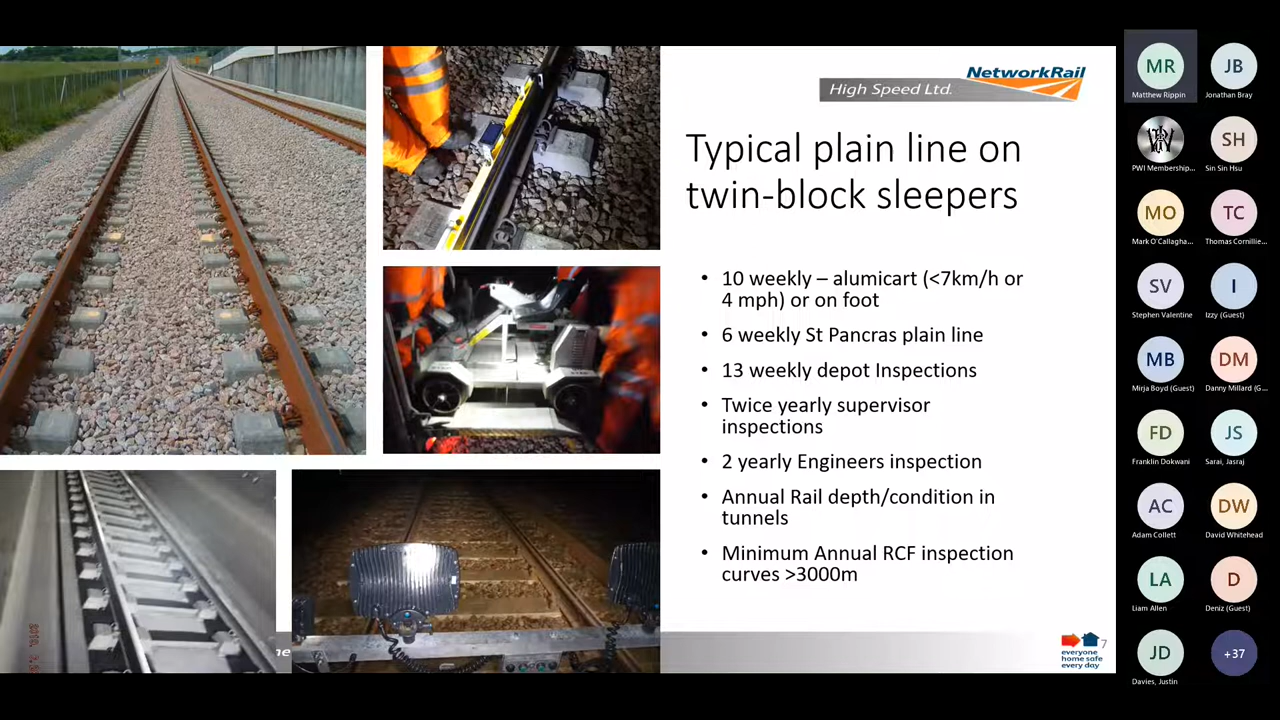 NetworkRail
High Speed Ltd.
Typical plain line on
twin-block sleepers
• 10 weekly – alumicart (<7km/h or
4 mph) or on foot
• 6 weekly St Pancras plain line
• 13 weekly depot Inspections
• Twice yearly supervisor
inspections
• 2 yearly Engineers inspection
• Annual Rail depth/condition in
tunnels
• Minimum Annual RCF inspection
curves >3000m
ne
7
everyone
home safe
every day
MR
Matthew Rippin
JB
Jonathan Bray
PWI Membership...
SH
Sin Sin Hsu
MO
Mark O'Callagha...
TC
Thomas Cornillie...
SV
Stephen Valentine
I
Izzy (Guest)
MB
Mirja Boyd (Guest)
DM
Danny Millard (G...
FD
Franklin Dokwani
JS
Sarai, Jasraj
AC
Adam Collett
DW
David Whitehead
LA
Liam Allen
D
Deniz (Guest)
JD
Davies, Justin
+37